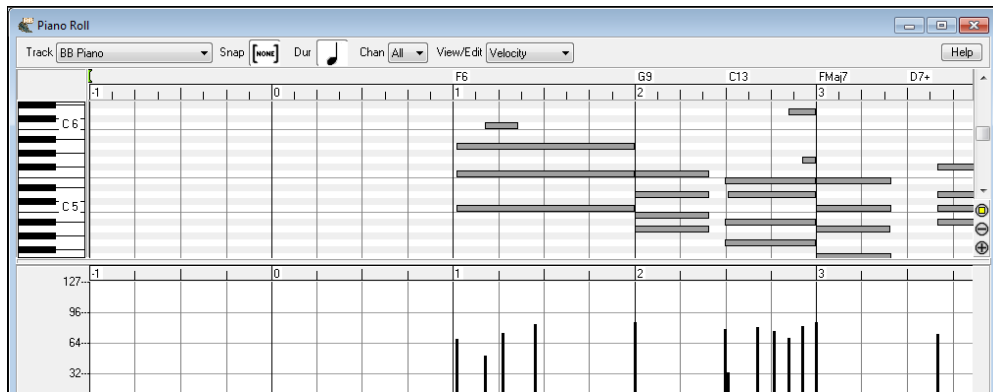 Piano Roll
Track BB Piano Snap [NONE] Dur Chan All View/Edit Velocity Help
F6 G9 C13 FMaj7 D7+
-1 0 1 2 3
C 6
C 5
-1 0 1 2 3
127
96
64
32